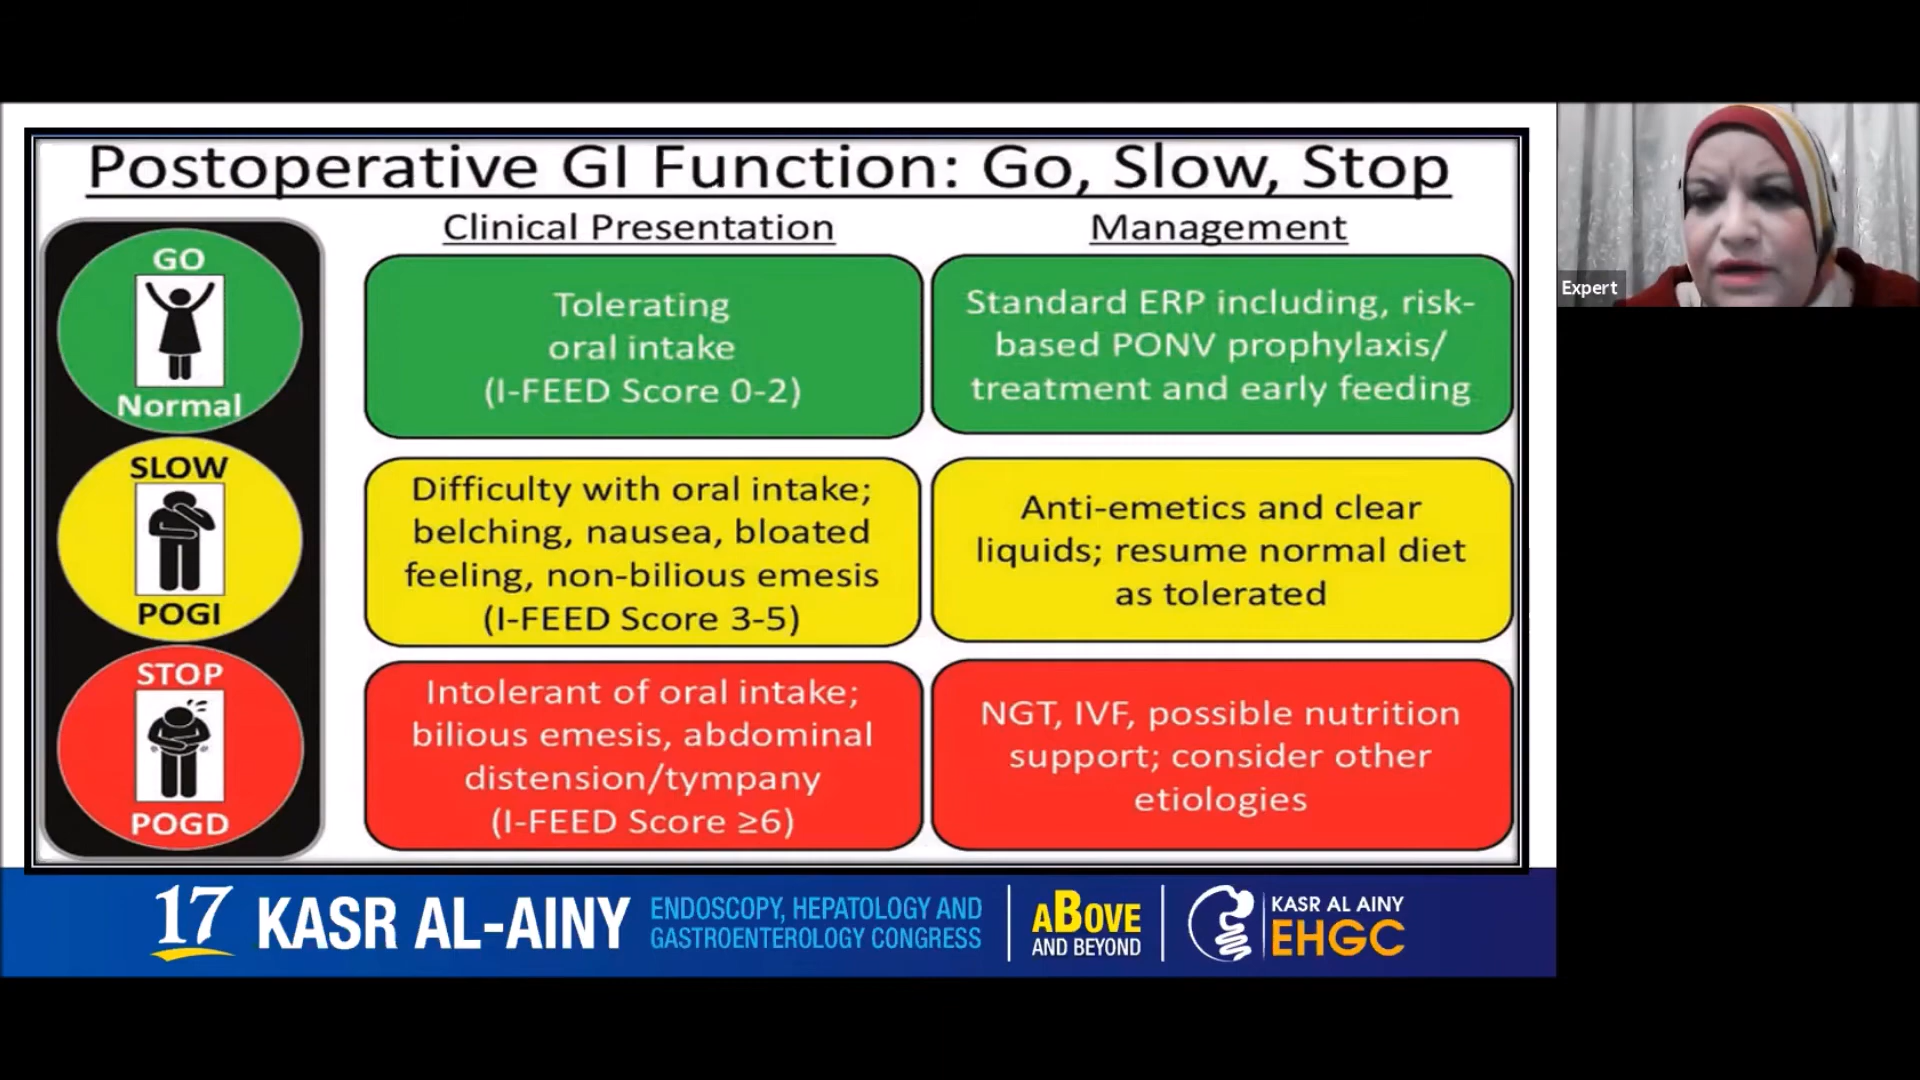 Postoperative GI Function: Go, Slow, Stop
Clinical Presentation
Management
GO
Normal
Tolerating
oral intake
(I-FEED Score 0-2)
Standard ERP including, risk-
based PONV prophylaxis/
treatment and early feeding
SLOW
POGI
Difficulty with oral intake;
belching, nausea, bloated
feeling, non-bilious emesis
(I-FEED Score 3-5)
Anti-emetics and clear
liquids; resume normal diet
as tolerated
STOP
POGD
Intolerant of oral intake;
bilious emesis, abdominal
distension/tympany
(I-FEED Score ≥6)
NGT, IVF, possible nutrition
support; consider other
etiologies
Expert
17 KASR AL-AINY
ENDOSCOPY, HEPATOLOGY AND
GASTROENTEROLOGY CONGRESS
ABOVE
AND BEYOND
KASR AL AINY
EHGC